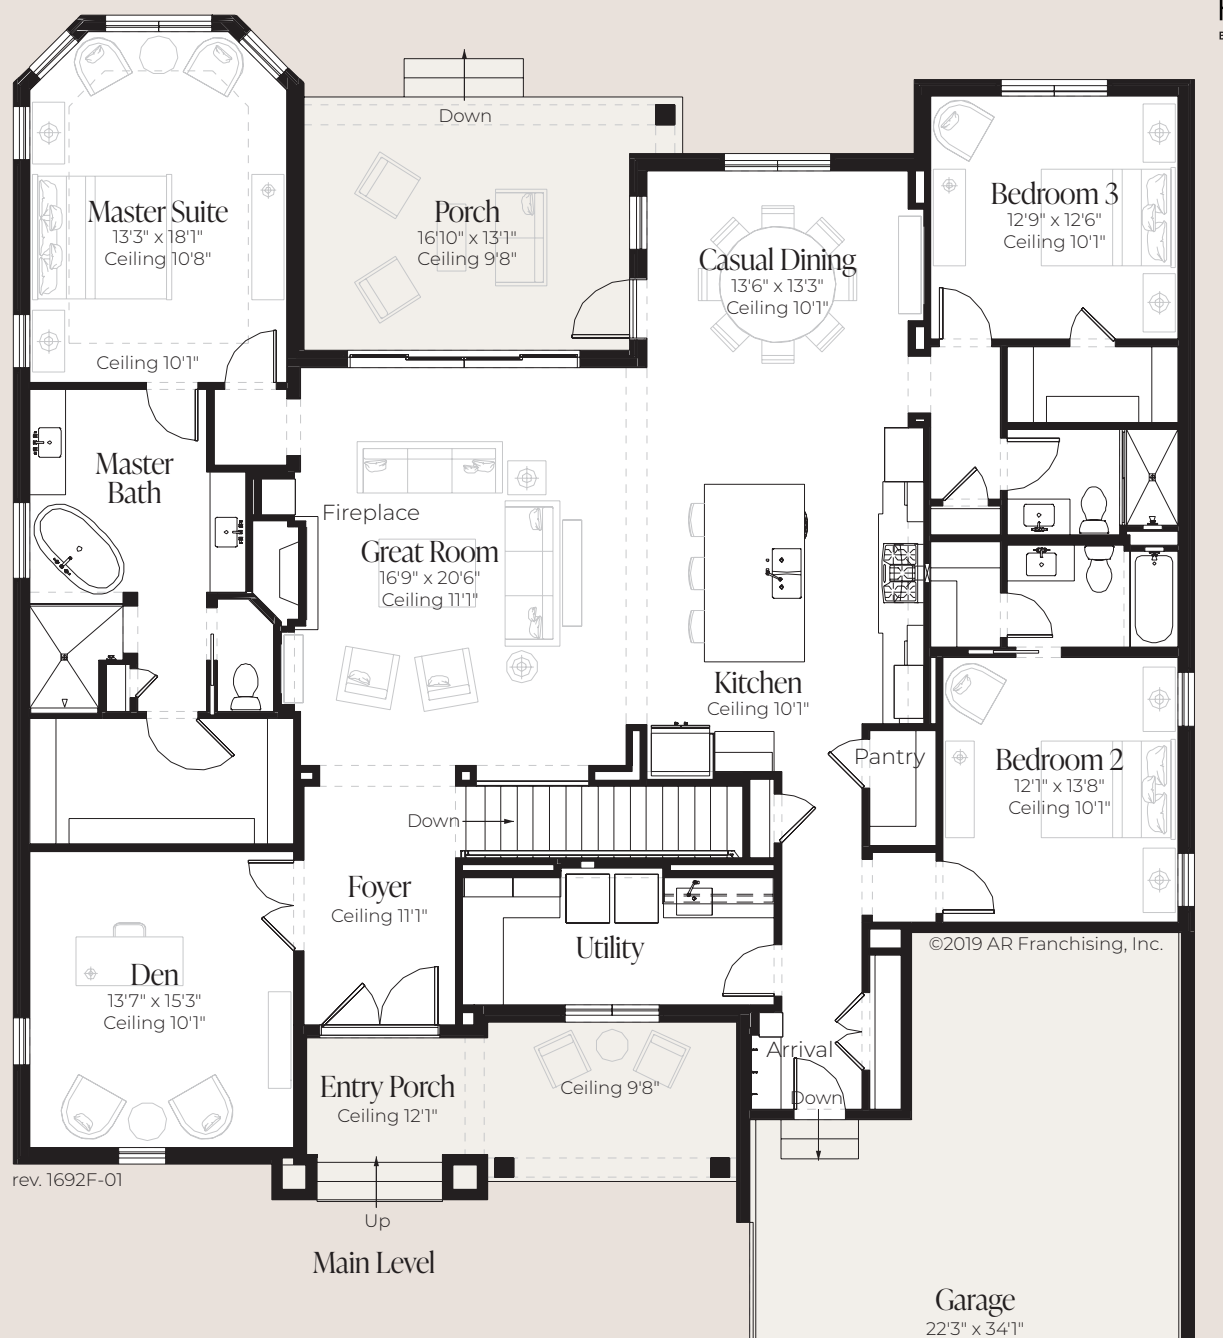 Down
Master Suite
13'3" x 18'1"
Ceiling 10'8"
Ceiling 10'1"
Porch
16'10" x 13'1"
Ceiling 9'8"
Casual Dining
13'6" x 13'3"
Ceiling 10'1"
Bedroom 3
12'9" x 12'6"
Ceiling 10'1"
Master
Bath
Fireplace
Great Room
16'9" x 20'6"
Ceiling 11'1"
Kitchen
Ceiling 10'1"
Pantry
Bedroom 2
12'1" x 13'8"
Ceiling 10'1"
Down
Foyer
Ceiling 11'1"
Utility
©2019 AR Franchising, Inc.
Den
13'7" x 15'3"
Ceiling 10'1"
Arrival
Down
Entry Porch
Ceiling 12'1"
Ceiling 9'8"
rev. 1692F-01
Up
Main Level
Garage
22'3" x 34'1"